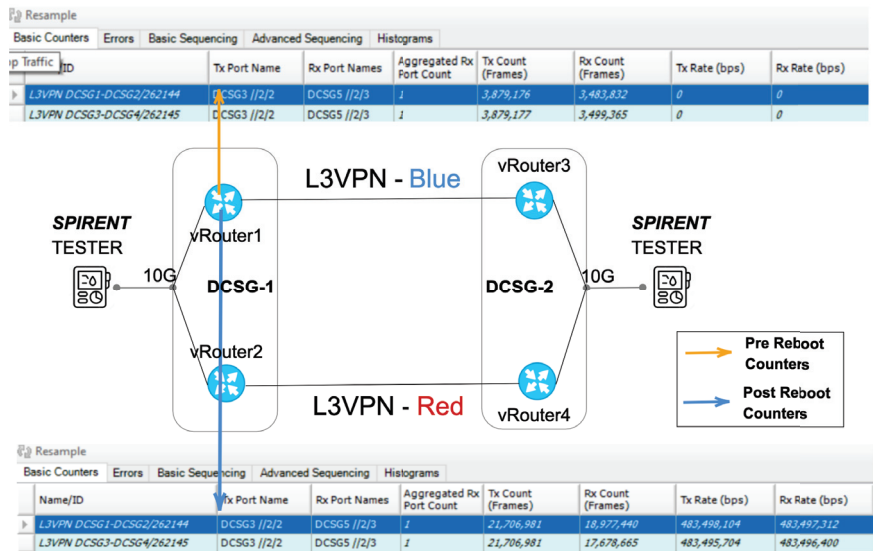 Resample
Basic Counters Errors Basic Sequencing Advanced Sequencing Histograms
op Traffic /ID Tx Port Name Rx Port Names Aggregated Rx Port Count Tx Count (Frames) Rx Count (Frames) Tx Rate (bps) Rx Rate (bps)
L3VPN DCSG1-DCSG2/262144 DCSG3 //2/2 DCSG5 //2/3 1 3,879,176 3,483,832 0 0
L3VPN DCSG3-DCSG4/262145 DCSG3 //2/2 DCSG5 //2/3 1 3,879,177 3,499,365 0 0
vRouter3
L3VPN - Blue
SPIRENT
TESTER
vRouter1
SPIRENT
TESTER
10G
DCSG-1
DCSG-2
10G
vRouter2
Pre Reboot
Counters
Post Reboot
Counters
L3VPN - Red
vRouter4
Resample
Basic Counters Errors Basic Sequencing Advanced Sequencing Histograms
Name/ID Tx Port Name Rx Port Names Aggregated Rx Port Count Tx Count (Frames) Rx Count (Frames) Tx Rate (bps) Rx Rate (bps)
L3VPN DCSG1-DCSG2/262144 DCSG3 //2/2 DCSG5 //2/3 1 21,706,981 18,977,440 483,498,104 483,497,312
L3VPN DCSG3-DCSG4/262145 DCSG3 //2/2 DCSG5 //2/3 1 21,706,981 17,678,665 483,495,704 483,496,400